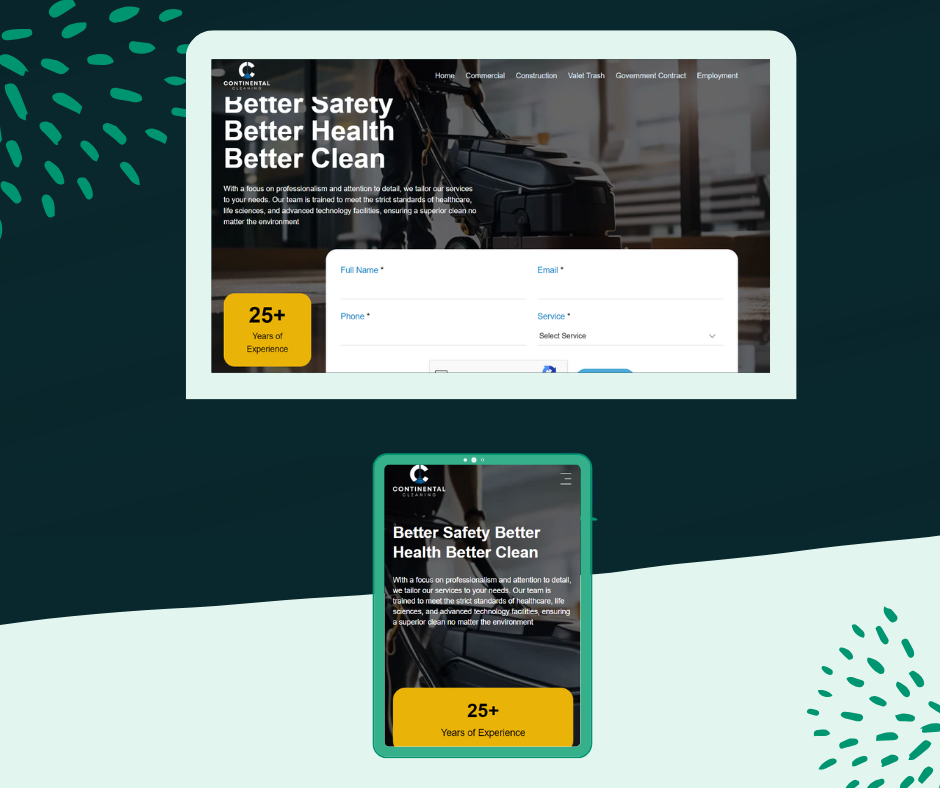 CONTINENTAL
CLEANING
Home Commercial Construction Valet Trash Government Contract Employment
Better Safety
Better Health
Better Clean
With a focus on professionalism and attention to detail, we tailor our services
to your needs. Our team is trained to meet the strict standards of healthcare,
life sciences, and advanced technology facilities, ensuring a superior clean no
matter the environment
Full Name *
Email *
Phone *
Service *
Select Service
25+
Years of
Experience
CONTINENTAL
CLEANING
Better Safety Better
Health Better Clean
With a focus on professionalism and attention to detail,
we tailor our services to your needs. Our team is
trained to meet the strict standards of healthcare, life
sciences, and advanced technology facilities, ensuring
a superior clean no matter the environment
25+
Years of Experience